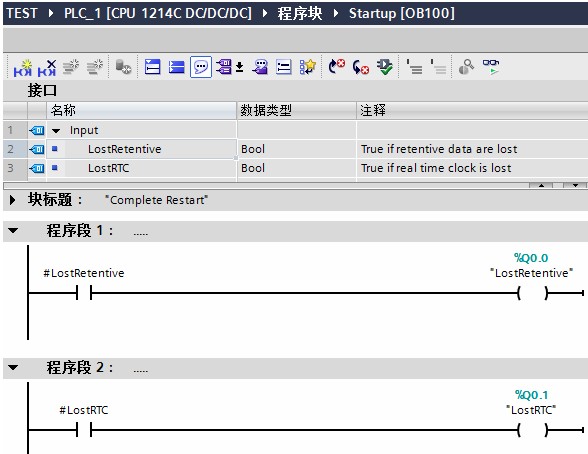 TEST ▸ PLC_1 [CPU 1214C DC/DC/DC] ▸ 程序块 ▸ Startup [OB100]
接口
名称 数据类型 注释
1 Input
2 LostRetentive Bool True if retentive data are lost
3 LostRTC Bool True if real time clock is lost
块标题： "Complete Restart"
程序段 1： .....
%Q0.0
#LostRetentive "LostRetentive"
程序段 2： .....
%Q0.1
#LostRTC "LostRTC"